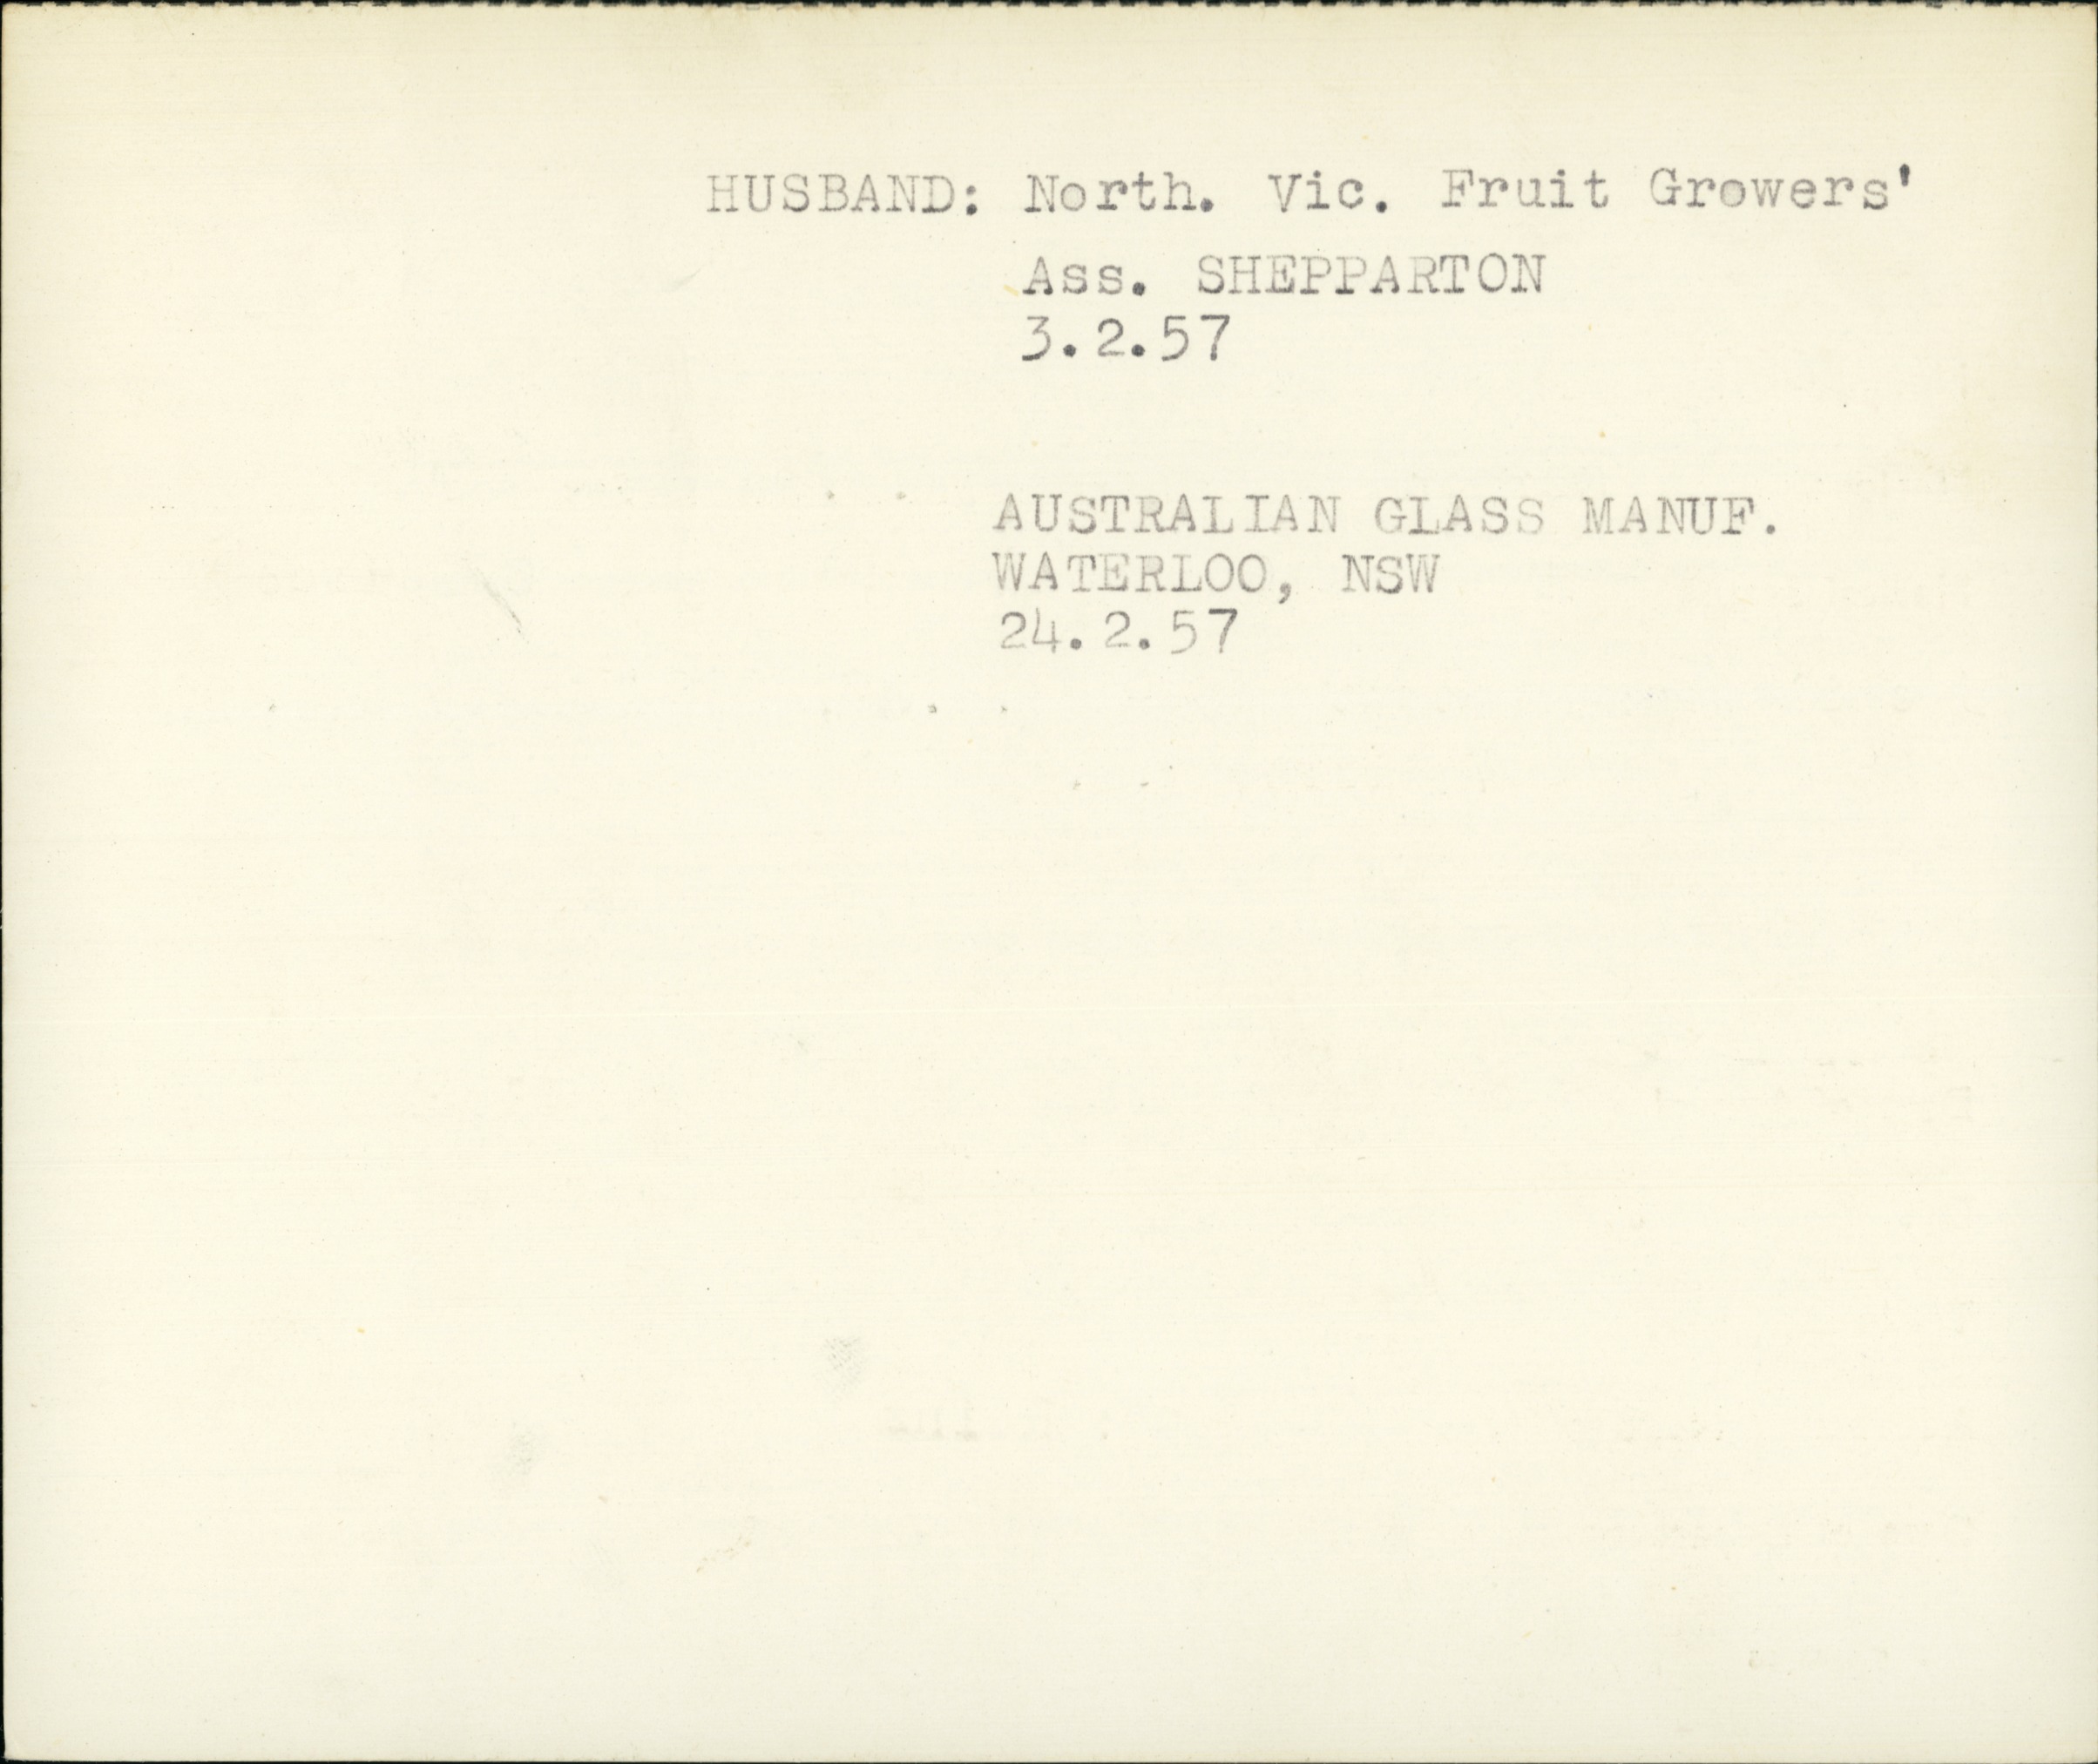 HUSBAND: North. Vic. Fruit Growers'
Ass. SHEPPARTON
3.2.57
AUSTRALIAN GLASS MANUF.
WATERLOO, NSW
24.2.57